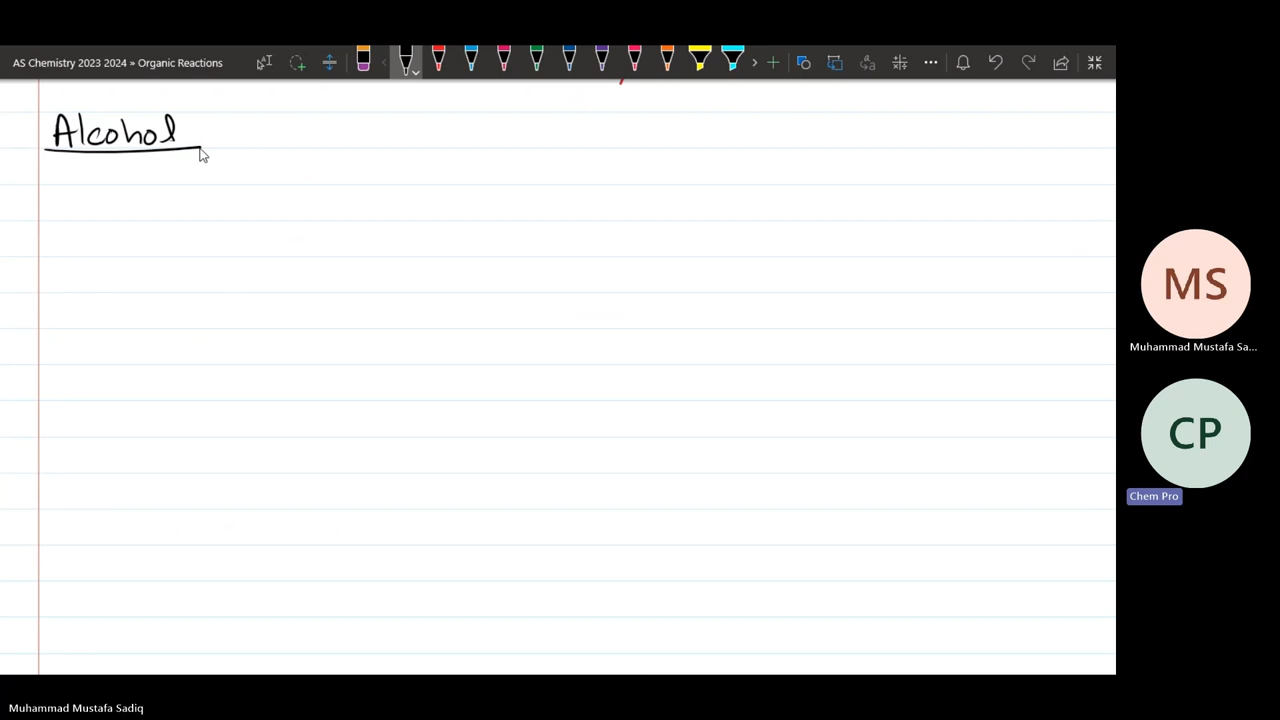 AS Chemistry 2023 2024 » Organic Reactions
Alcohol
MS
Muhammad Mustafa Sa...
CP
Chem Pro
Muhammad Mustafa Sadiq